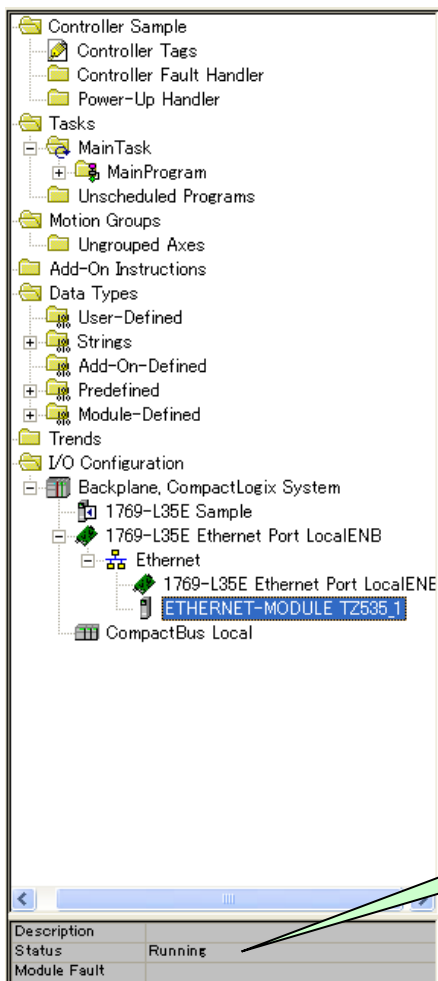 Controller Sample
Controller Tags
Controller Fault Handler
Power-Up Handler
Tasks
MainTask
MainProgram
Unscheduled Programs
Motion Groups
Ungrouped Axes
Add-On Instructions
Data Types
User-Defined
Strings
Add-On-Defined
Predefined
Module-Defined
Trends
I/O Configuration
Backplane, CompactLogix System
1769-L35E Sample
1769-L35E Ethernet Port LocalENB
Ethernet
1769-L35E Ethernet Port LocalENE
ETHERNET-MODULE TZ535_1
CompactBus Local
Description
Status Running
Module Fault